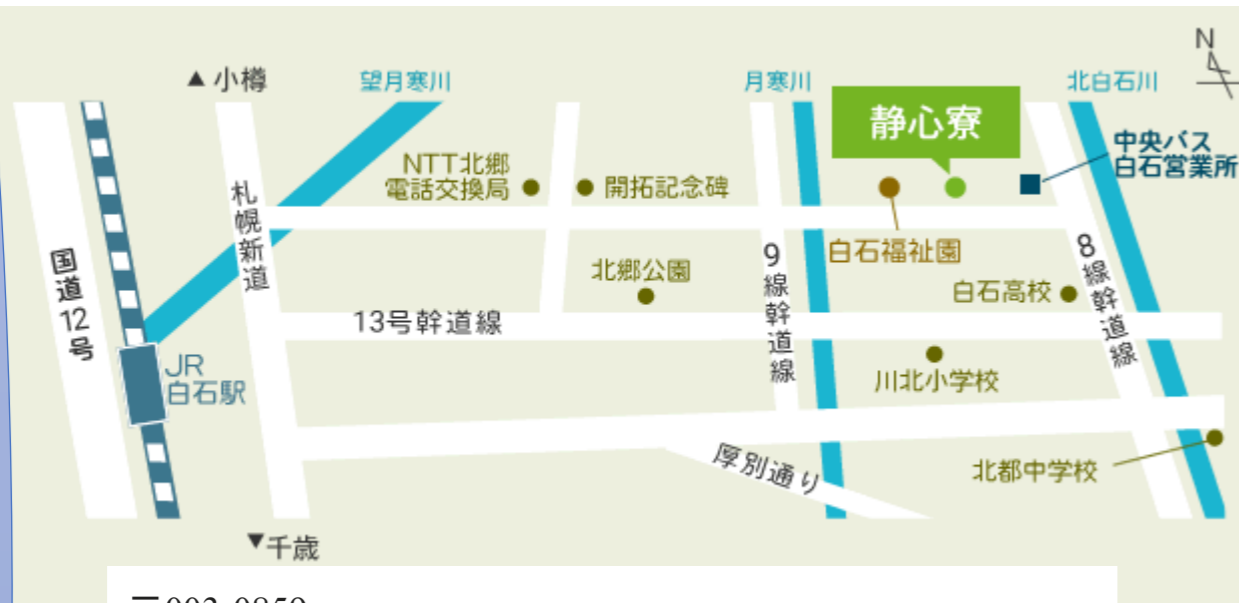 N
▲ 小樽
望月寒川
月寒川
北白石川
静心寮
中央バス
白石営業所
NTT北郷
電話交換局
開拓記念碑
札幌新道
国道12号
白石福祉園
9線幹道線
8線幹道線
北郷公園
白石高校
13号幹道線
JR
白石駅
川北小学校
厚別通り
北都中学校
▼千歳
〒003-0859